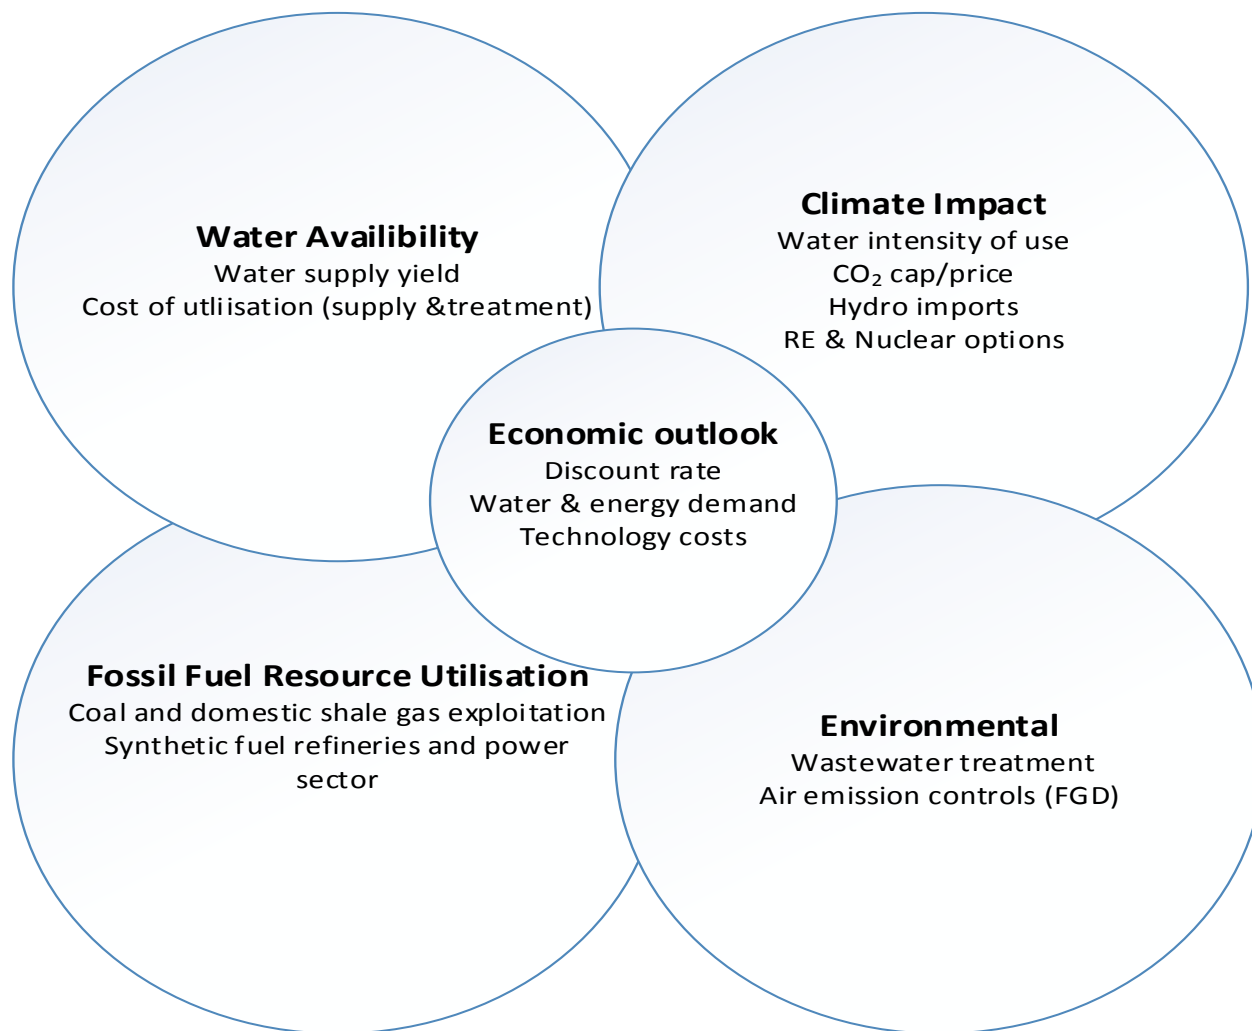 Water Availibility
Water supply yield
Cost of utliisation (supply &treatment)
Climate Impact
Water intensity of use
CO₂ cap/price
Hydro imports
RE & Nuclear options
Economic outlook
Discount rate
Water & energy demand
Technology costs
Fossil Fuel Resource Utilisation
Coal and domestic shale gas exploitation
Synthetic fuel refineries and power
sector
Environmental
Wastewater treatment
Air emission controls (FGD)